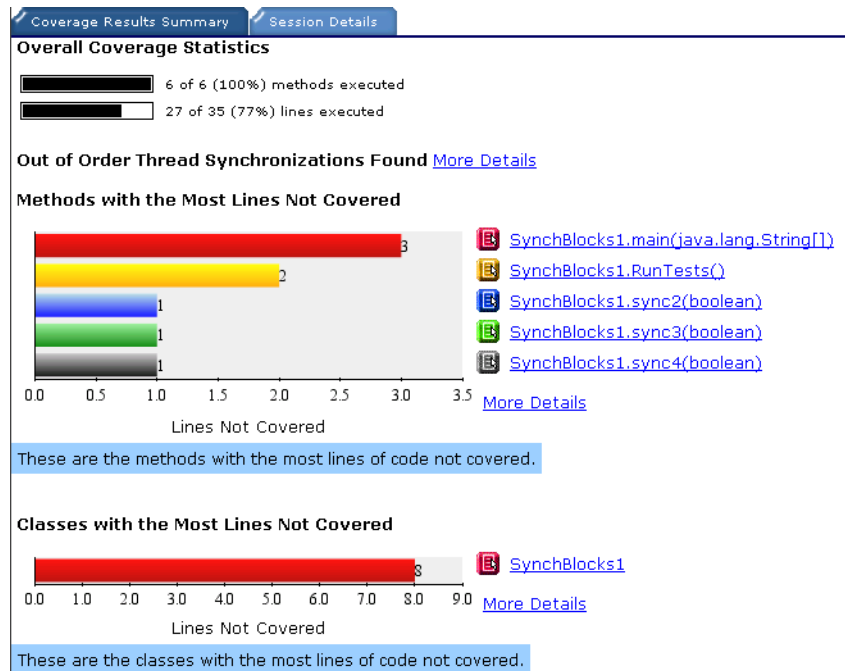 Coverage Results Summary Session Details
Overall Coverage Statistics
6 of 6 (100%) methods executed
27 of 35 (77%) lines executed
Out of Order Thread Synchronizations Found More Details
Methods with the Most Lines Not Covered
3 SynchBlocks1.main(java.lang.String[])
2 SynchBlocks1.RunTests()
1 SynchBlocks1.sync2(boolean)
1 SynchBlocks1.sync3(boolean)
1 SynchBlocks1.sync4(boolean)
0.0 0.5 1.0 1.5 2.0 2.5 3.0 3.5 More Details
Lines Not Covered
These are the methods with the most lines of code not covered.
Classes with the Most Lines Not Covered
8 SynchBlocks1
0.0 1.0 2.0 3.0 4.0 5.0 6.0 7.0 8.0 9.0 More Details
Lines Not Covered
These are the classes with the most lines of code not covered.